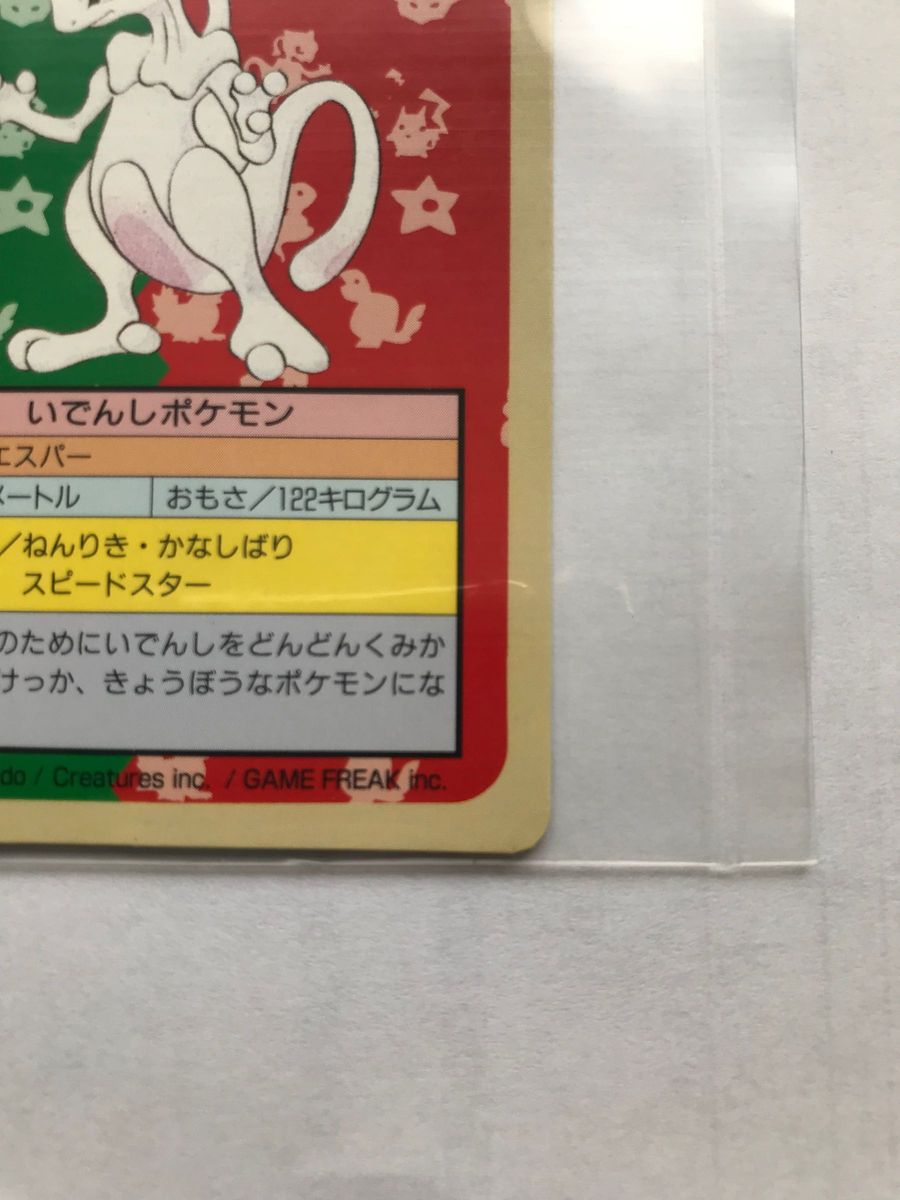 いでんしポケモン
エスパー
メートル おもさ／122キログラム
／ねんりき・かなしばり
スピードスター
のためにいでんしをどんどんくみか
けっか、きょうぼうなポケモンにな
do / Creatures inc. / GAME FREAK inc.